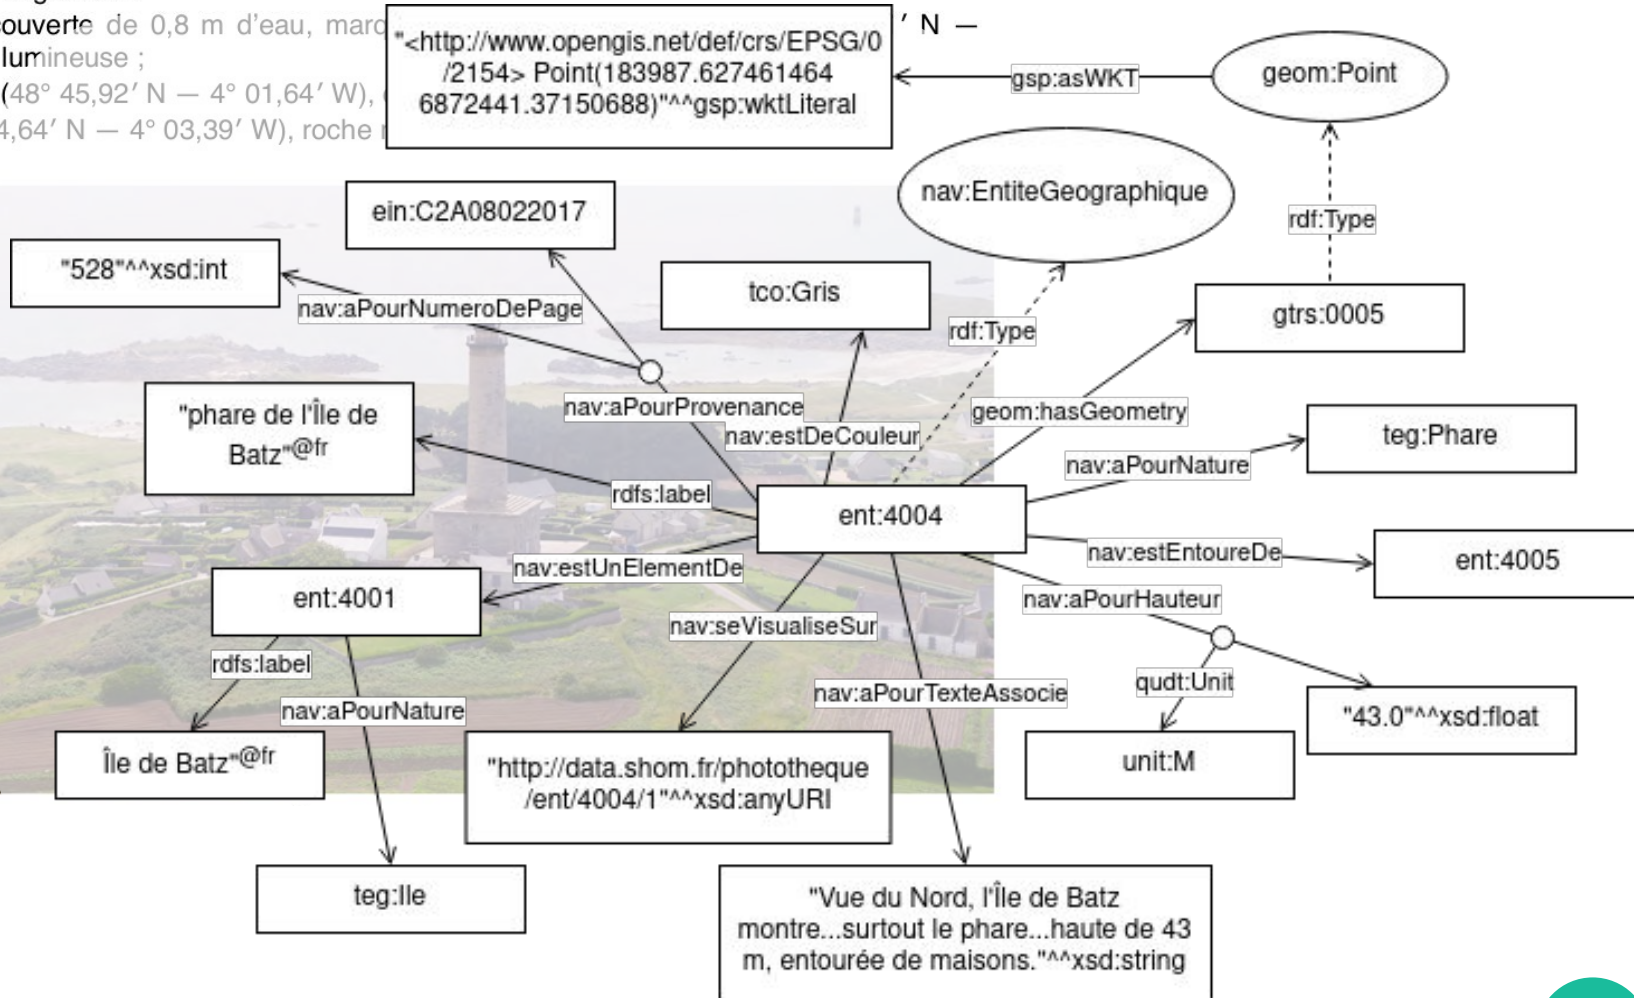 couverte de 0,8 m d'eau, marq
′ N —
lumineuse ;
(48° 45,92′ N — 4° 01,64′ W),
4,64′ N — 4° 03,39′ W), roche
"<http://www.opengis.net/def/crs/EPSG/0
/2154> Point(183987.627461464
6872441.37150688)"^^gsp:wktLiteral
gsp:asWKT
geom:Point
nav:EntiteGeographique
rdf:Type
ein:C2A08022017
"528"^^xsd:int
nav:aPourNumeroDePage
tco:Gris
rdf:Type
gtrs:0005
"phare de l'Île de
Batz"@fr
nav:aPourProvenance
nav:estDeCouleur
geom:hasGeometry
teg:Phare
nav:aPourNature
rdfs:label
ent:4004
nav:estUnElementDe
nav:estEntoureDe
ent:4005
ent:4001
nav:aPourHauteur
nav:seVisualiseSur
rdfs:label
nav:aPourNature
nav:aPourTexteAssocie
qudt:Unit
"43.0"^^xsd:float
Île de Batz"@fr
"http://data.shom.fr/phototheque
/ent/4004/1"^^xsd:anyURI
unit:M
teg:Ile
"Vue du Nord, l'Île de Batz
montre...surtout le phare...haute de 43
m, entourée de maisons."^^xsd:string